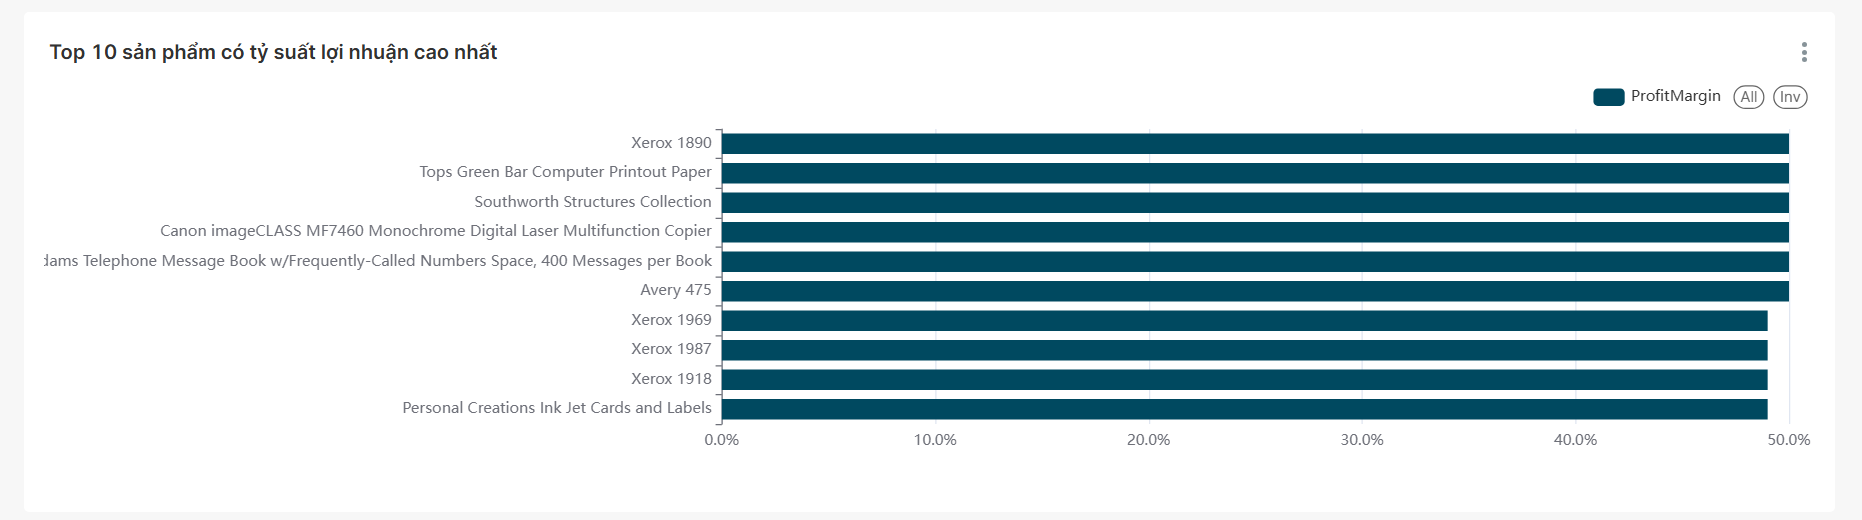 Top 10 sản phẩm có tỷ suất lợi nhuận cao nhất
ProfitMargin All Inv
Xerox 1890
Tops Green Bar Computer Printout Paper
Southworth Structures Collection
Canon imageCLASS MF7460 Monochrome Digital Laser Multifunction Copier
Telephone Message Book w/Frequently-Called Numbers Space, 400 Messages per Book
Avery 475
Xerox 1969
Xerox 1987
Xerox 1918
Personal Creations Ink Jet Cards and Labels
0.0% 10.0% 20.0% 30.0% 40.0% 50.0%